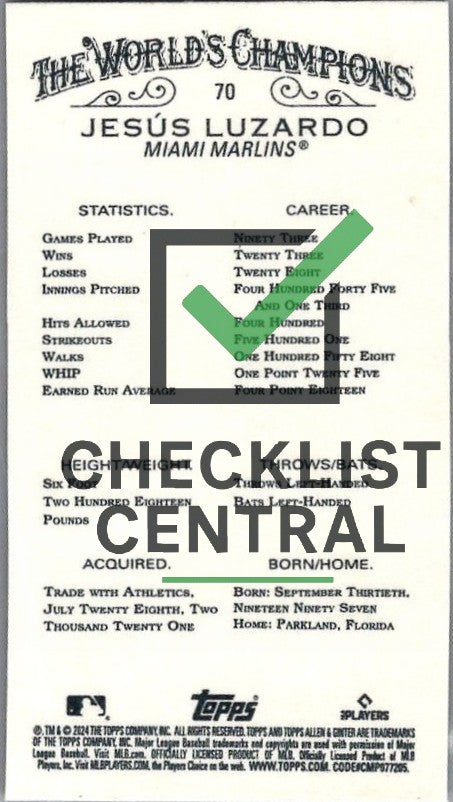 THE WORLD'S CHAMPIONS
70
JESÚS LUZARDO
MIAMI MARLINS®
STATISTICS. CAREER.
GAMES PLAYED NINETY THREE
WINS TWENTY THREE
LOSSES TWENTY EIGHT
INNINGS PITCHED FOUR HUNDRED FORTY FIVE
AND ONE THIRD
HITS ALLOWED FOUR HUNDRED
STRIKEOUTS FIVE HUNDRED ONE
WALKS ONE HUNDRED FIFTY EIGHT
WHIP ONE POINT TWENTY FIVE
EARNED RUN AVERAGE FOUR POINT EIGHTEEN
CHECKLIST
CENTRAL
HEIGHT/WEIGHT. THROWS/BATS.
SIX FOOT THROWS LEFT-HANDED
TWO HUNDRED EIGHTEEN BATS LEFT-HANDED
POUNDS
ACQUIRED. BORN/HOME.
TRADE WITH ATHLETICS, BORN: SEPTEMBER THIRTIETH,
JULY TWENTY EIGHTH, TWO NINETEEN NINETY SEVEN
THOUSAND TWENTY ONE HOME: PARKLAND, FLORIDA
Topps
PLAYERS
®, TM & © 2024 THE TOPPS COMPANY, INC. ALL RIGHTS RESERVED. TOPPS AND TOPPS ALLEN & GINTER ARE TRADEMARKS
OF THE TOPPS COMPANY, INC. Major League Baseball trademarks and copyrights are used with permission of Major
League Baseball. Visit MLB.com. OFFICIALLY LICENSED PRODUCT OF MLB Players, Officially Licensed Product of MLB
Players, Inc. Visit MLBPLAYERS.COM, the Players Choice on the web. WWW.TOPPS.COM. CODE#CMP077205.